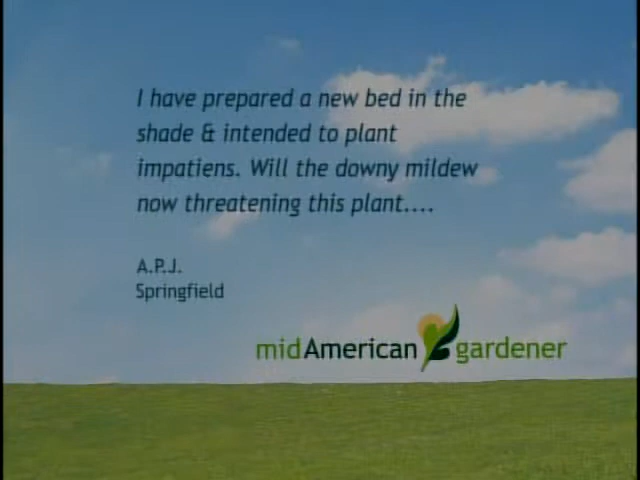 I have prepared a new bed in the
shade & intended to plant
impatiens. Will the downy mildew
now threatening this plant....
A.P.J.
Springfield
midAmerican gardener